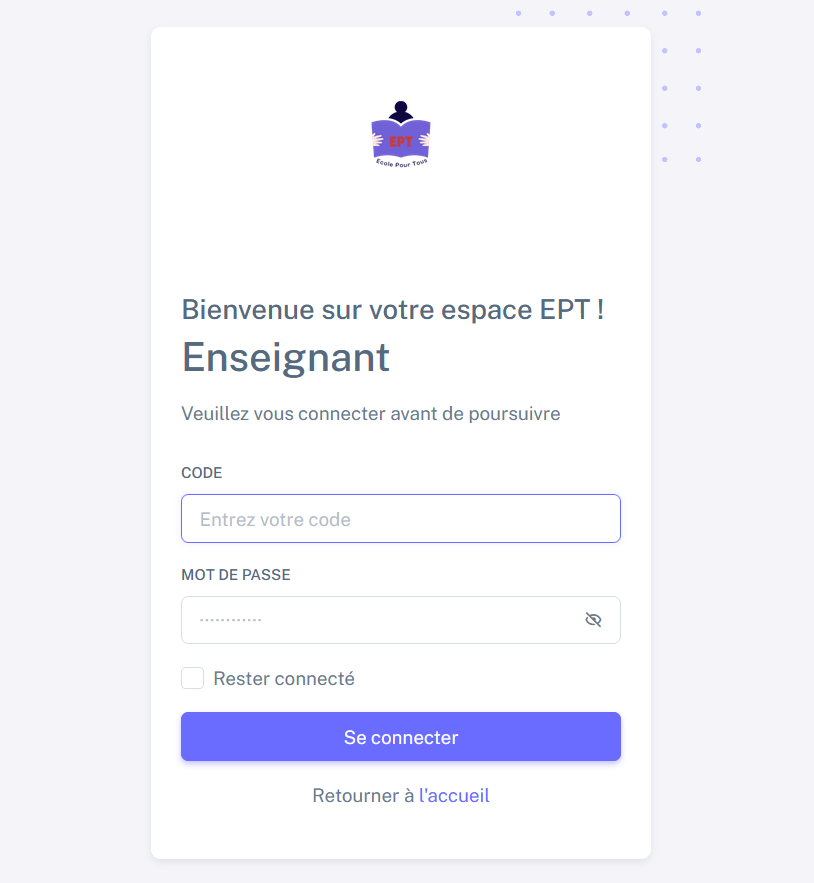 EPT
Ecole Pour Tous
Bienvenue sur votre espace EPT !
Enseignant
Veuillez vous connecter avant de poursuivre
CODE
Entrez votre code
MOT DE PASSE
············
Rester connecté
Se connecter
Retourner à l'accueil